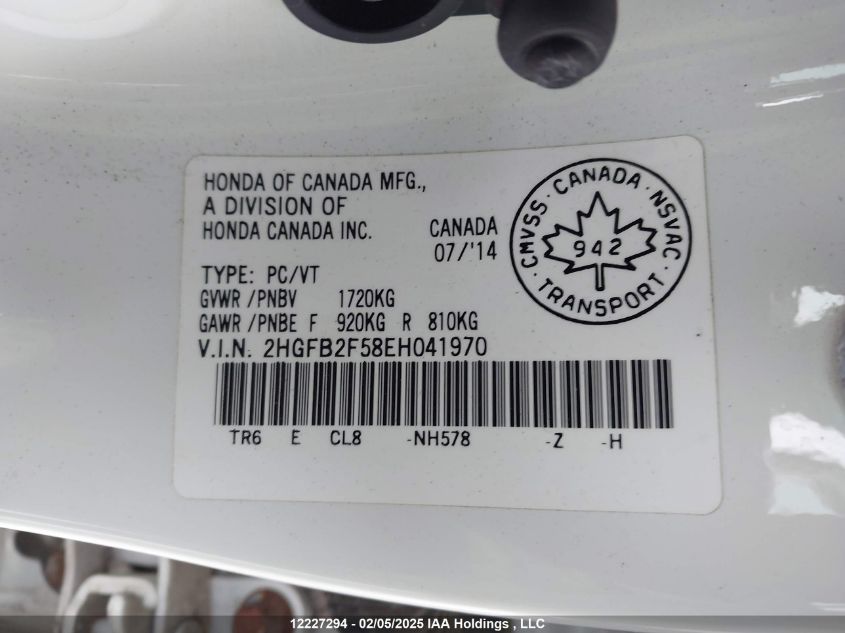 HONDA OF CANADA MFG.,
A DIVISION OF
HONDA CANADA INC.
CANADA
07/'14
TYPE: PC/VT
GVWR /PNBV 1720KG
GAWR /PNBE F 920KG R 810KG
V.I.N. 2HGFB2F58EH041970
TR6 E CL8 -NH578 -Z -H
CMVSS · CANADA · NSVAC
942
· TRANSPORT ·
12227294 - 02/05/2025 IAA Holdings , LLC